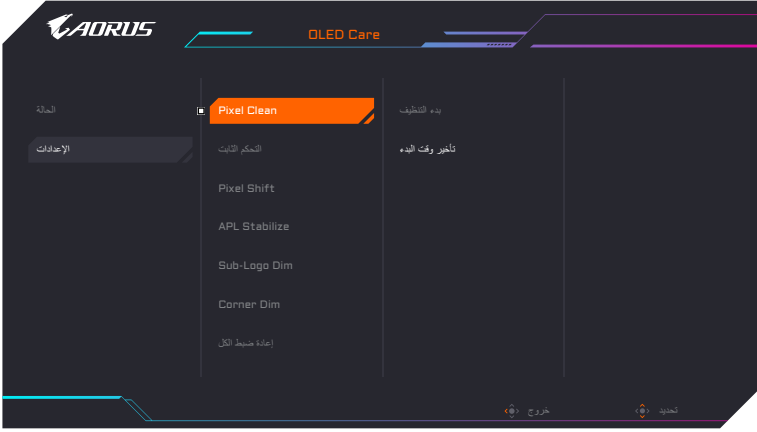 AORUS
OLED Care
الحالة
الإعدادات
Pixel Clean
التحكم الثابت
Pixel Shift
APL Stabilize
Sub-Logo Dim
Corner Dim
إعادة ضبط الكل
بدء التنظيف
تأخير وقت البدء
خروج
تحديد